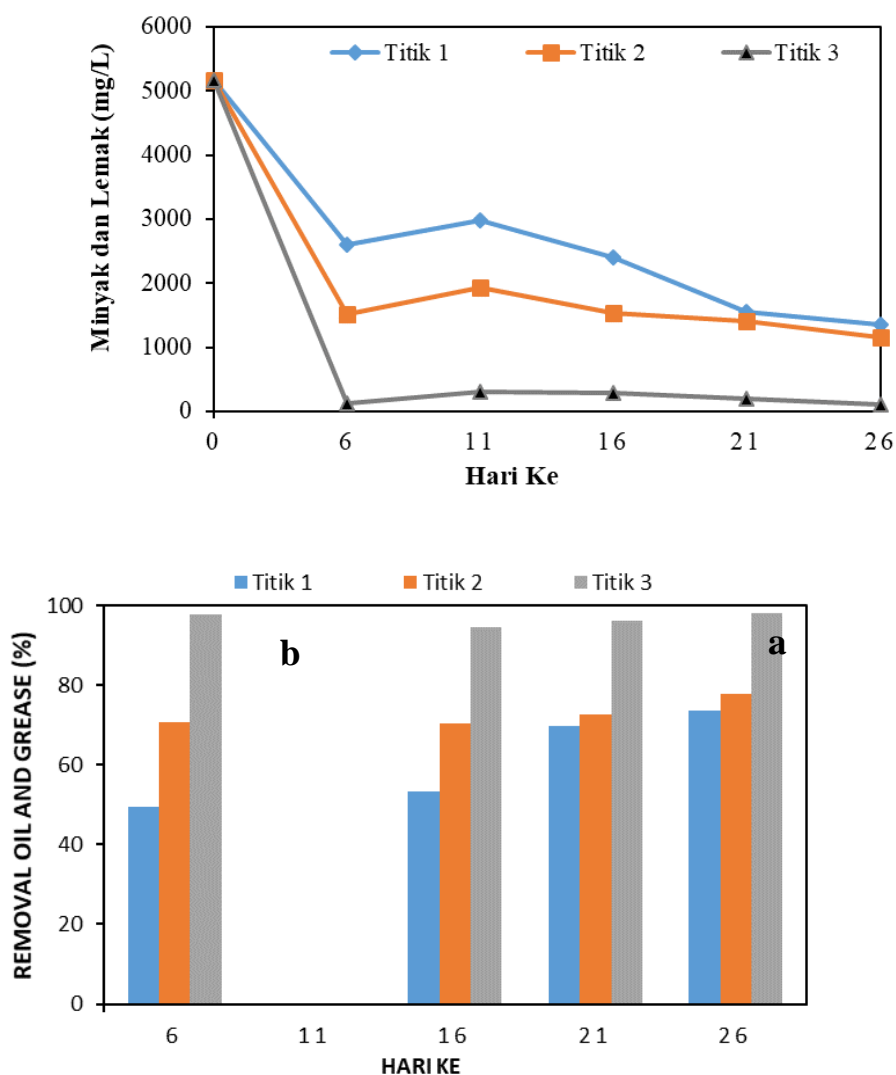 6000
Titik 1 Titik 2 Titik 3
5000
4000
3000
2000
1000
0
Minyak dan Lemak (mg/L)
0 6 11 16 21 26
Hari Ke
Titik 1 Titik 2 Titik 3
100
b a
80
60
40
20
0
REMOVAL OIL AND GREASE (%)
6 11 16 21 26
HARI KE